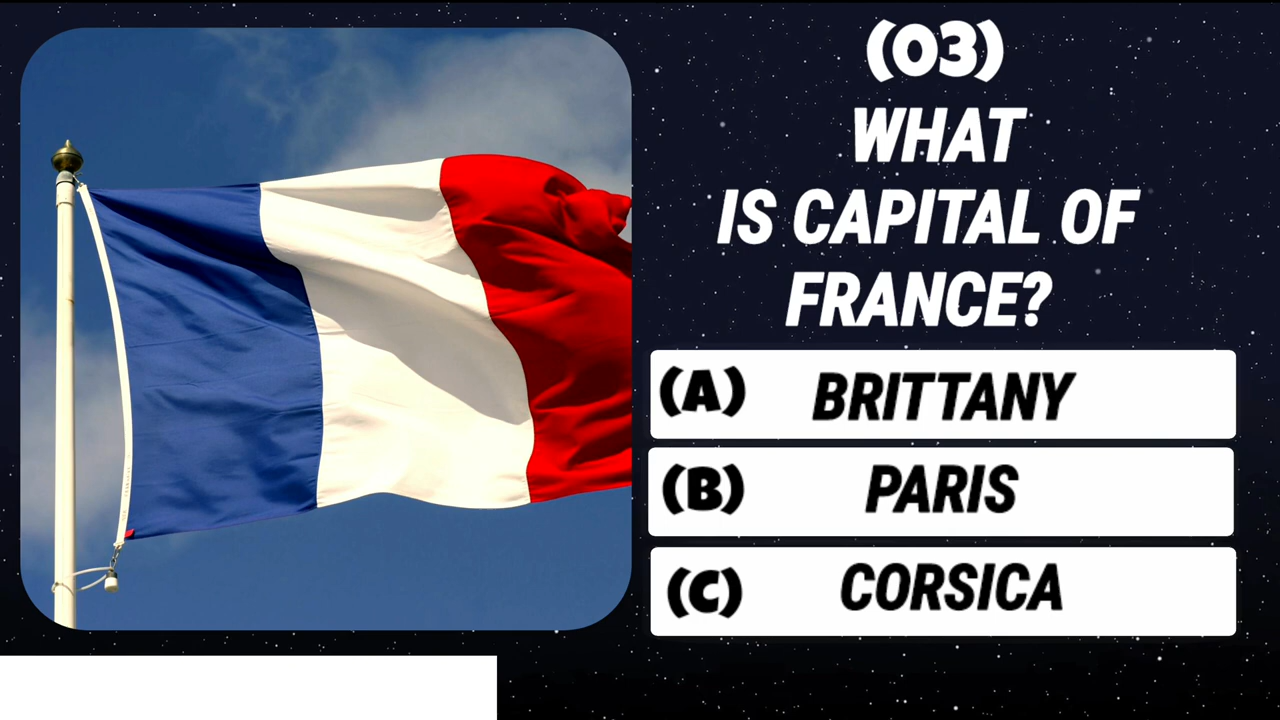 (03)
WHAT
IS CAPITAL OF
FRANCE?
(A) BRITTANY
(B) PARIS
(C) CORSICA